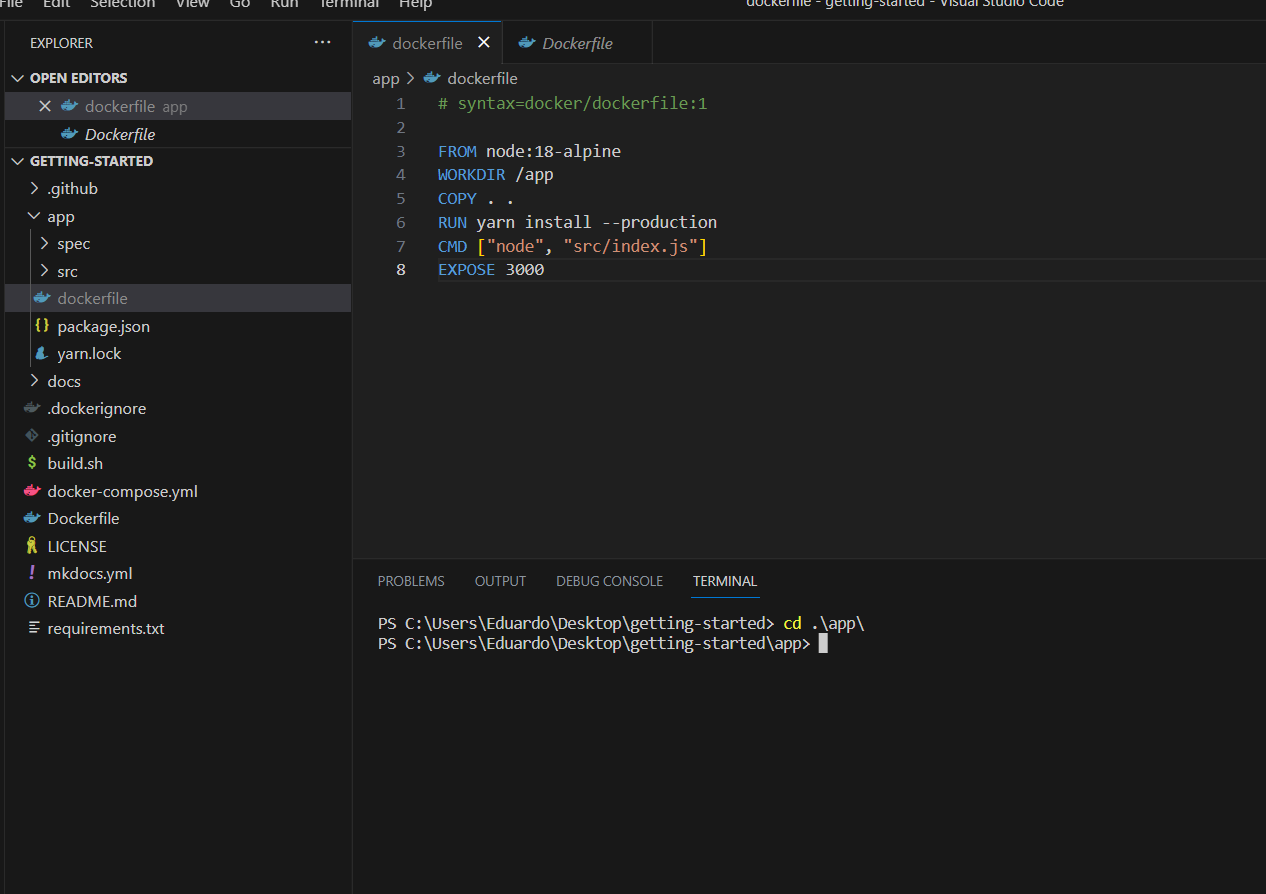 File Edit Selection View Go Run Terminal Help
dockerfile - getting-started - Visual Studio Code
EXPLORER ...
OPEN EDITORS
dockerfile app
Dockerfile
GETTING-STARTED
.github
app
spec
src
dockerfile
package.json
yarn.lock
docs
.dockerignore
.gitignore
build.sh
docker-compose.yml
Dockerfile
LICENSE
mkdocs.yml
README.md
requirements.txt
dockerfile Dockerfile
app > dockerfile
1 # syntax=docker/dockerfile:1
2
3 FROM node:18-alpine
4 WORKDIR /app
5 COPY . .
6 RUN yarn install --production
7 CMD ["node", "src/index.js"]
8 EXPOSE 3000
PROBLEMS OUTPUT DEBUG CONSOLE TERMINAL
PS C:\Users\Eduardo\Desktop\getting-started> cd .\app\
PS C:\Users\Eduardo\Desktop\getting-started\app>